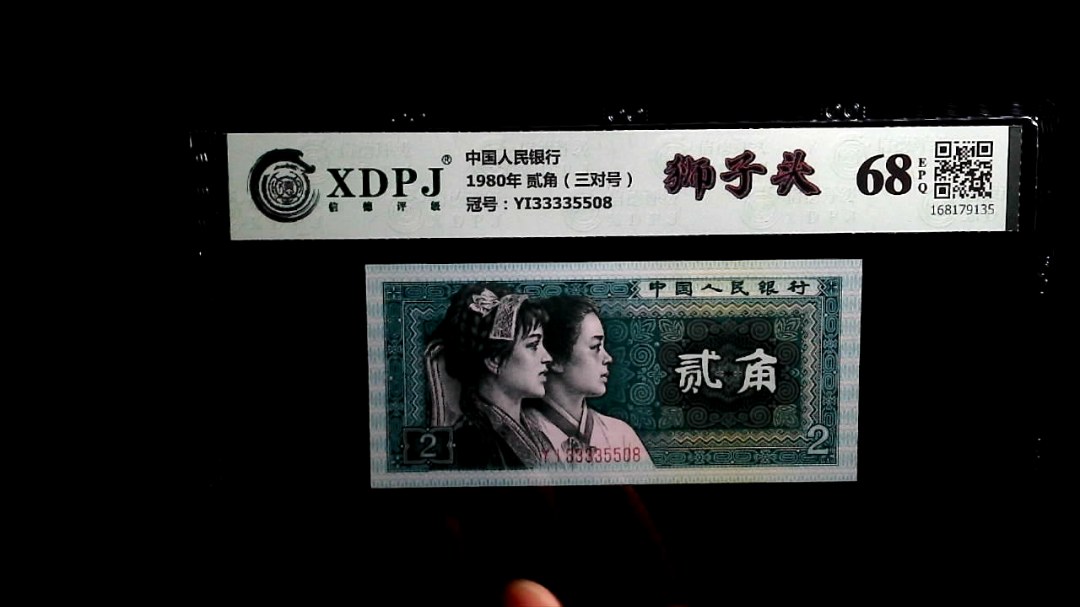 XDPJ®
信德评级
中国人民银行
1980年 贰角（三对号）
冠号：YI33335508
狮子头
68
EPQ
168179135
中国人民银行
贰角
2
2
YI33335508